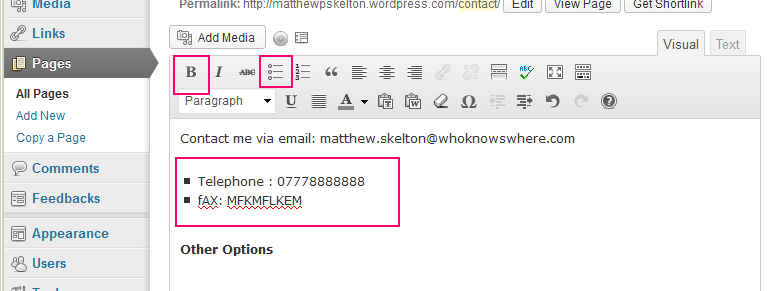 Media
Permalink: http://matthewpskelton.wordpress.com/contact/ Edit View Page Get Shortlink
Links
Add Media
Visual Text
Pages
B I ABC
All Pages
Paragraph U A
Add New
Copy a Page
Contact me via email: matthew.skelton@whoknowswhere.com
Comments
Telephone : 07778888888
Feedbacks
fAX: MFKMFLKEM
Appearance
Other Options
Users